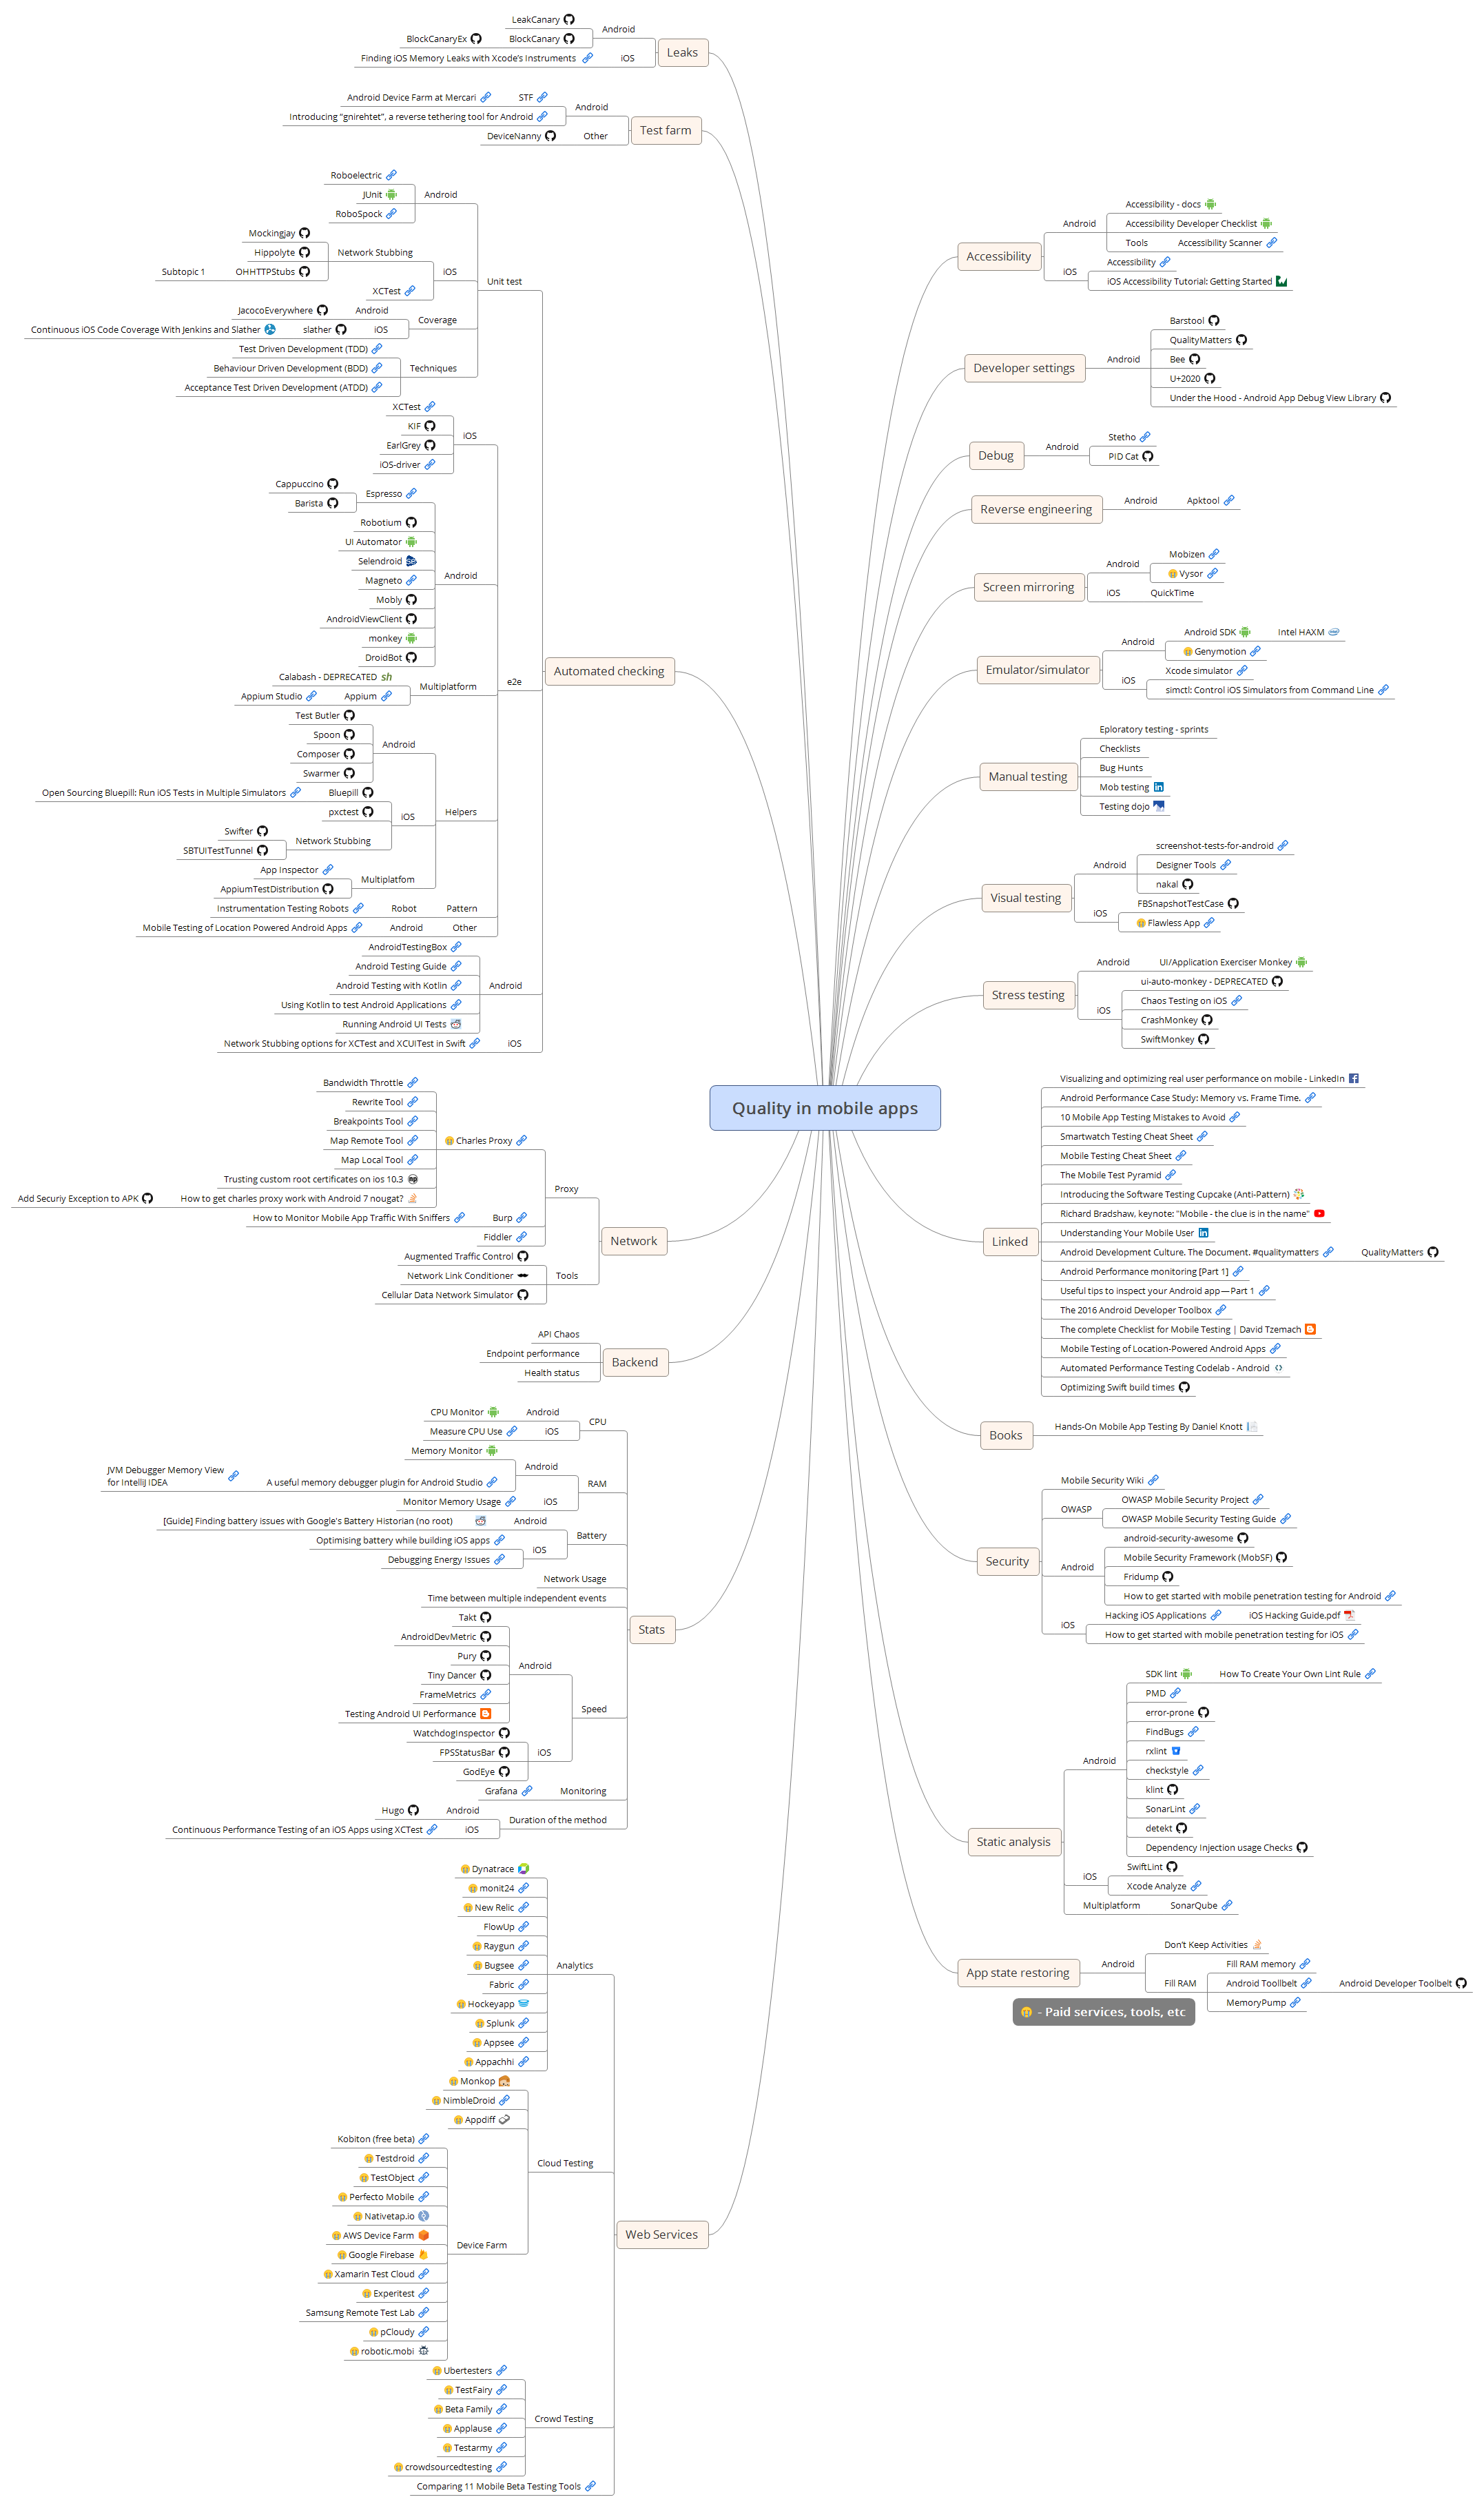 Quality in mobile apps
Leaks
Android
LeakCanary
BlockCanary
BlockCanaryEx
iOS
Finding iOS Memory Leaks with Xcode's Instruments
Test farm
Android
STF
Android Device Farm at Mercari
Introducing "gnirehtet", a reverse tethering tool for Android
Other
DeviceNanny
Automated checking
Unit test
Android
Roboelectric
JUnit
RoboSpock
iOS
Network Stubbing
Mockingjay
Hippolyte
OHHTTPStubs
Subtopic 1
XCTest
Coverage
Android
JacocoEverywhere
iOS
slather
Continuous iOS Code Coverage With Jenkins and Slather
Techniques
Test Driven Development (TDD)
Behaviour Driven Development (BDD)
Acceptance Test Driven Development (ATDD)
e2e
iOS
XCTest
KIF
EarlGrey
iOS-driver
Android
Espresso
Cappuccino
Barista
Robotium
UI Automator
Selendroid
Magneto
Mobly
AndroidViewClient
monkey
DroidBot
Multiplatform
Calabash - DEPRECATED
sh
Appium
Appium Studio
Helpers
Android
Test Butler
Spoon
Composer
Swarmer
iOS
Bluepill
Open Sourcing Bluepill: Run iOS Tests in Multiple Simulators
pxctest
Network Stubbing
Swifter
SBTUITestTunnel
Multiplatfom
App Inspector
AppiumTestDistribution
Pattern
Robot
Instrumentation Testing Robots
Other
Android
Mobile Testing of Location Powered Android Apps
Android
AndroidTestingBox
Android Testing Guide
Android Testing with Kotlin
Using Kotlin to test Android Applications
Running Android UI Tests
iOS
Network Stubbing options for XCTest and XCUITest in Swift
Network
Proxy
Charles Proxy
Bandwidth Throttle
Rewrite Tool
Breakpoints Tool
Map Remote Tool
Map Local Tool
Trusting custom root certificates on ios 10.3
How to get charles proxy work with Android 7 nougat?
Add Securiy Exception to APK
Burp
How to Monitor Mobile App Traffic With Sniffers
Fiddler
Tools
Augmented Traffic Control
Network Link Conditioner
Cellular Data Network Simulator
Backend
API Chaos
Endpoint performance
Health status
Stats
CPU
Android
CPU Monitor
iOS
Measure CPU Use
RAM
Android
Memory Monitor
A useful memory debugger plugin for Android Studio
JVM Debugger Memory View
for IntelliJ IDEA
iOS
Monitor Memory Usage
Battery
Android
[Guide] Finding battery issues with Google's Battery Historian (no root)
iOS
Optimising battery while building iOS apps
Debugging Energy Issues
Network Usage
Time between multiple independent events
Speed
Android
Takt
AndroidDevMetric
Pury
Tiny Dancer
FrameMetrics
Testing Android UI Performance
iOS
WatchdogInspector
FPSStatusBar
GodEye
Monitoring
Grafana
Duration of the method
Android
Hugo
iOS
Continuous Performance Testing of an iOS Apps using XCTest
Web Services
Analytics
Dynatrace
monit24
New Relic
FlowUp
Raygun
Bugsee
Fabric
Hockeyapp
Splunk
Appsee
Appachhi
Cloud Testing
Monkop
NimbleDroid
Appdiff
Device Farm
Kobiton (free beta)
Testdroid
TestObject
Perfecto Mobile
Nativetap.io
AWS Device Farm
Google Firebase
Xamarin Test Cloud
Experitest
Samsung Remote Test Lab
pCloudy
robotic.mobi
Crowd Testing
Ubertesters
TestFairy
Beta Family
Applause
Testarmy
crowdsourcedtesting
Comparing 11 Mobile Beta Testing Tools
Accessibility
Android
Accessibility - docs
Accessibility Developer Checklist
Tools
Accessibility Scanner
iOS
Accessibility
iOS Accessibility Tutorial: Getting Started
Developer settings
Android
Barstool
QualityMatters
Bee
U+2020
Under the Hood - Android App Debug View Library
Debug
Android
Stetho
PID Cat
Reverse engineering
Android
Apktool
Screen mirroring
Android
Mobizen
Vysor
iOS
QuickTime
Emulator/simulator
Android
Android SDK
Intel HAXM
Genymotion
iOS
Xcode simulator
simctl: Control iOS Simulators from Command Line
Manual testing
Eploratory testing - sprints
Checklists
Bug Hunts
Mob testing
Testing dojo
Visual testing
Android
screenshot-tests-for-android
Designer Tools
nakal
iOS
FBSnapshotTestCase
Flawless App
Stress testing
Android
UI/Application Exerciser Monkey
iOS
ui-auto-monkey - DEPRECATED
Chaos Testing on iOS
CrashMonkey
SwiftMonkey
Linked
Visualizing and optimizing real user performance on mobile - LinkedIn
Android Performance Case Study: Memory vs. Frame Time.
10 Mobile App Testing Mistakes to Avoid
Smartwatch Testing Cheat Sheet
Mobile Testing Cheat Sheet
The Mobile Test Pyramid
Introducing the Software Testing Cupcake (Anti-Pattern)
Richard Bradshaw, keynote: "Mobile - the clue is in the name"
Understanding Your Mobile User
Android Development Culture. The Document. #qualitymatters
QualityMatters
Android Performance monitoring [Part 1]
Useful tips to inspect your Android app — Part 1
The 2016 Android Developer Toolbox
The complete Checklist for Mobile Testing | David Tzemach
Mobile Testing of Location-Powered Android Apps
Automated Performance Testing Codelab - Android
Optimizing Swift build times
Books
Hands-On Mobile App Testing By Daniel Knott
Security
Mobile Security Wiki
OWASP
OWASP Mobile Security Project
OWASP Mobile Security Testing Guide
Android
android-security-awesome
Mobile Security Framework (MobSF)
Fridump
How to get started with mobile penetration testing for Android
iOS
Hacking iOS Applications
iOS Hacking Guide.pdf
How to get started with mobile penetration testing for iOS
Static analysis
Android
SDK lint
How To Create Your Own Lint Rule
PMD
error-prone
FindBugs
rxlint
checkstyle
klint
SonarLint
detekt
Dependency Injection usage Checks
iOS
SwiftLint
Xcode Analyze
Multiplatform
SonarQube
App state restoring
Android
Don't Keep Activities
Fill RAM
Fill RAM memory
Android Toollbelt
Android Developer Toolbelt
MemoryPump
- Paid services, tools, etc